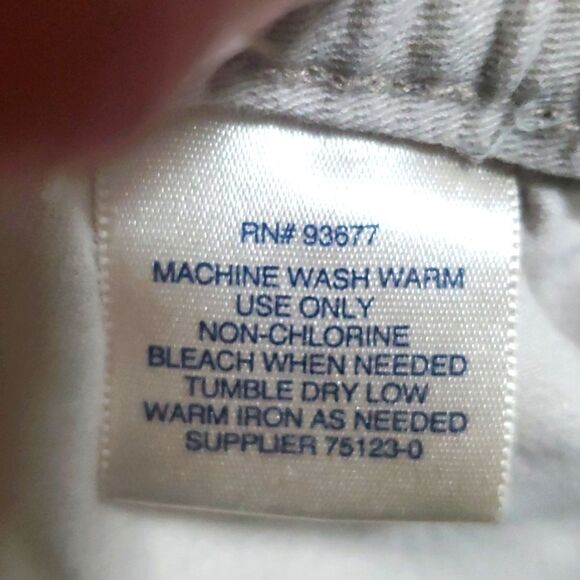 RN# 93677
MACHINE WASH WARM
USE ONLY
NON-CHLORINE
BLEACH WHEN NEEDED
TUMBLE DRY LOW
WARM IRON AS NEEDED
SUPPLIER 75123-0